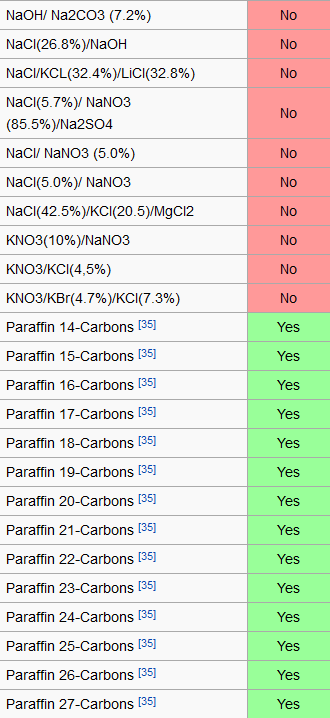 NaOH/ Na2CO3 (7.2%) No
NaCl(26.8%)/NaOH No
NaCl/KCL(32.4%)/LiCl(32.8%) No
NaCl(5.7%)/ NaNO3
(85.5%)/Na2SO4 No
NaCl/ NaNO3 (5.0%) No
NaCl(5.0%)/ NaNO3 No
NaCl(42.5%)/KCl(20.5)/MgCl2 No
KNO3(10%)/NaNO3 No
KNO3/KCl(4,5%) No
KNO3/KBr(4.7%)/KCl(7.3%) No
Paraffin 14-Carbons [35] Yes
Paraffin 15-Carbons [35] Yes
Paraffin 16-Carbons [35] Yes
Paraffin 17-Carbons [35] Yes
Paraffin 18-Carbons [35] Yes
Paraffin 19-Carbons [35] Yes
Paraffin 20-Carbons [35] Yes
Paraffin 21-Carbons [35] Yes
Paraffin 22-Carbons [35] Yes
Paraffin 23-Carbons [35] Yes
Paraffin 24-Carbons [35] Yes
Paraffin 25-Carbons [35] Yes
Paraffin 26-Carbons [35] Yes
Paraffin 27-Carbons [35] Yes